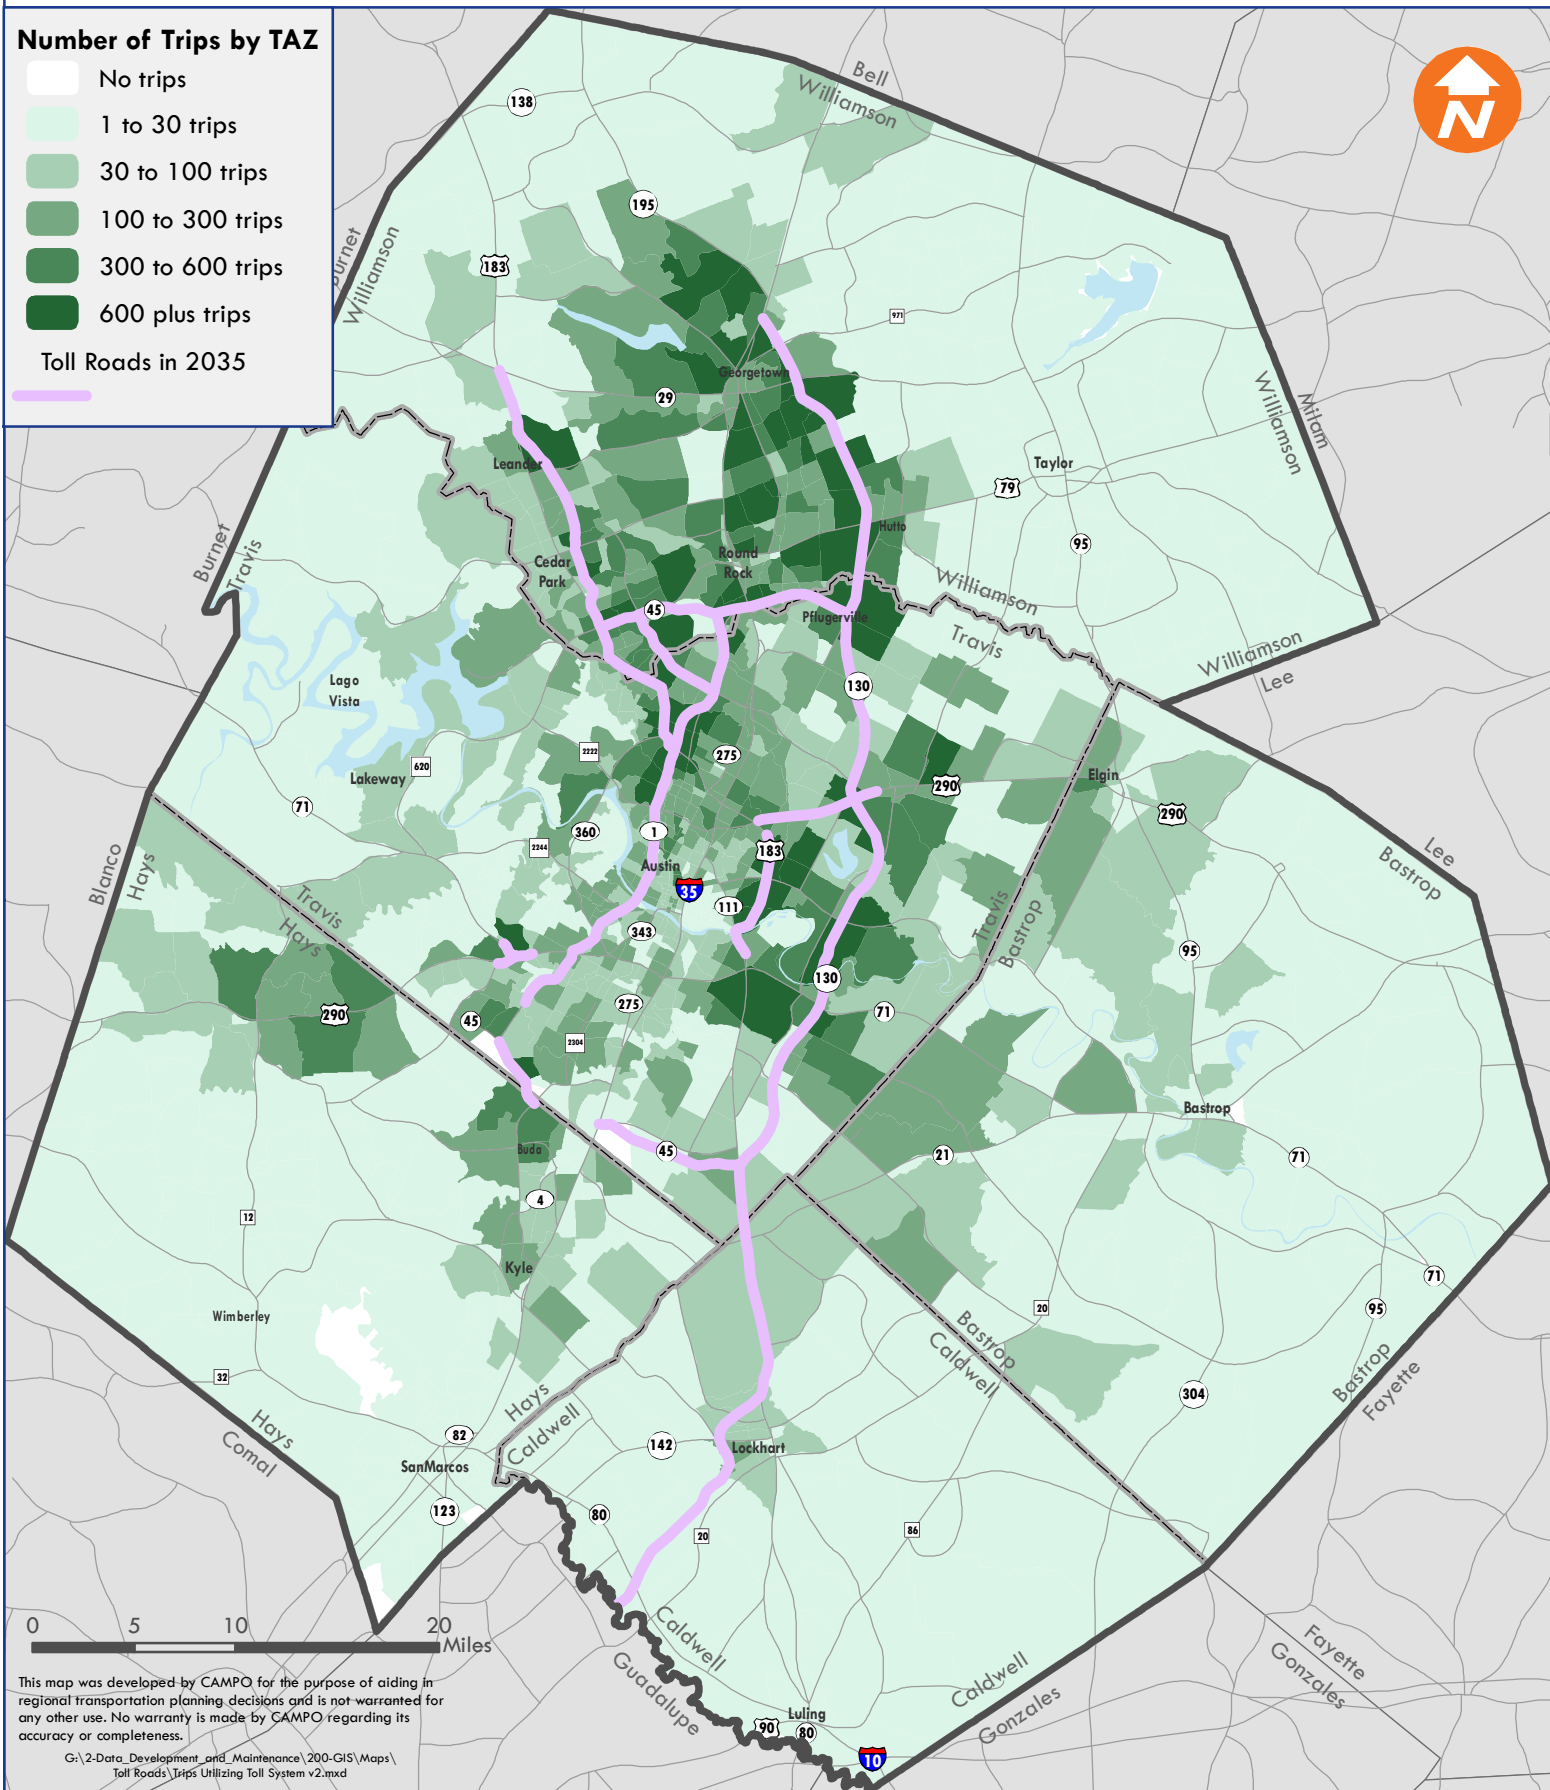 Number of Trips by TAZ
No trips
1 to 30 trips
30 to 100 trips
100 to 300 trips
300 to 600 trips
600 plus trips
Toll Roads in 2035
N
Bell
Williamson
138
195
Burnet
Williamson
183
971
Georgetown
29
Milam
Williamson
Leander
Taylor
79
Hutto
95
Burnet
Travis
Cedar
Park
Round
Rock
Williamson
Travis
45
Pflugerville
Williamson
Lee
Lago
Vista
130
2222
275
620
Lakeway
Elgin
290
290
71
360
1
2244
183
Austin
Lee
Bastrop
Blanco
Hays
35
111
Travis
Hays
343
Travis
Bastrop
95
130
290
275
71
45
2304
Bastrop
Buda
45
21
71
4
12
Kyle
71
Wimberley
20
95
Bastrop
Caldwell
32
Bastrop
Fayette
304
Hays
Caldwell
Hays
Comal
82
142
Lockhart
SanMarcos
123
80
20
86
0 5 10 20
Miles
Caldwell
Guadalupe
Fayette
Gonzales
Caldwell
Gonzales
Luling
90
80
10
This map was developed by CAMPO for the purpose of aiding in
regional transportation planning decisions and is not warranted for
any other use. No warranty is made by CAMPO regarding its
accuracy or completeness.
G:\2-Data_Development_and_Maintenance\200-GIS\Maps\
Toll Roads\Trips Utilizing Toll System v2.mxd